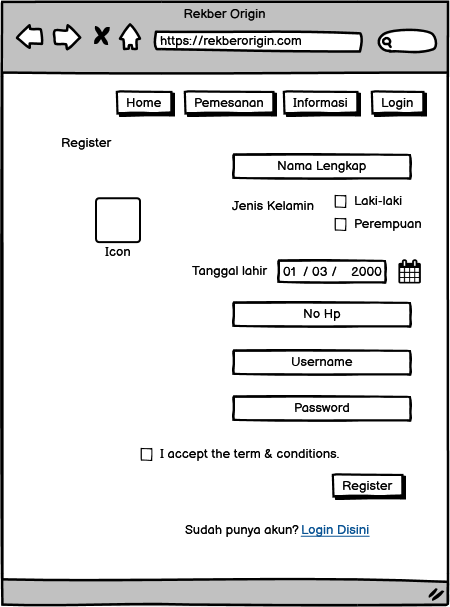 Rekber Origin
https://rekberorigin.com
Home Pemesanan Informasi Login
Register
Nama Lengkap
Jenis Kelamin
Laki-laki
Perempuan
Icon
Tanggal lahir 01 / 03 / 2000
No Hp
Username
Password
I accept the term & conditions.
Register
Sudah punya akun? Login Disini